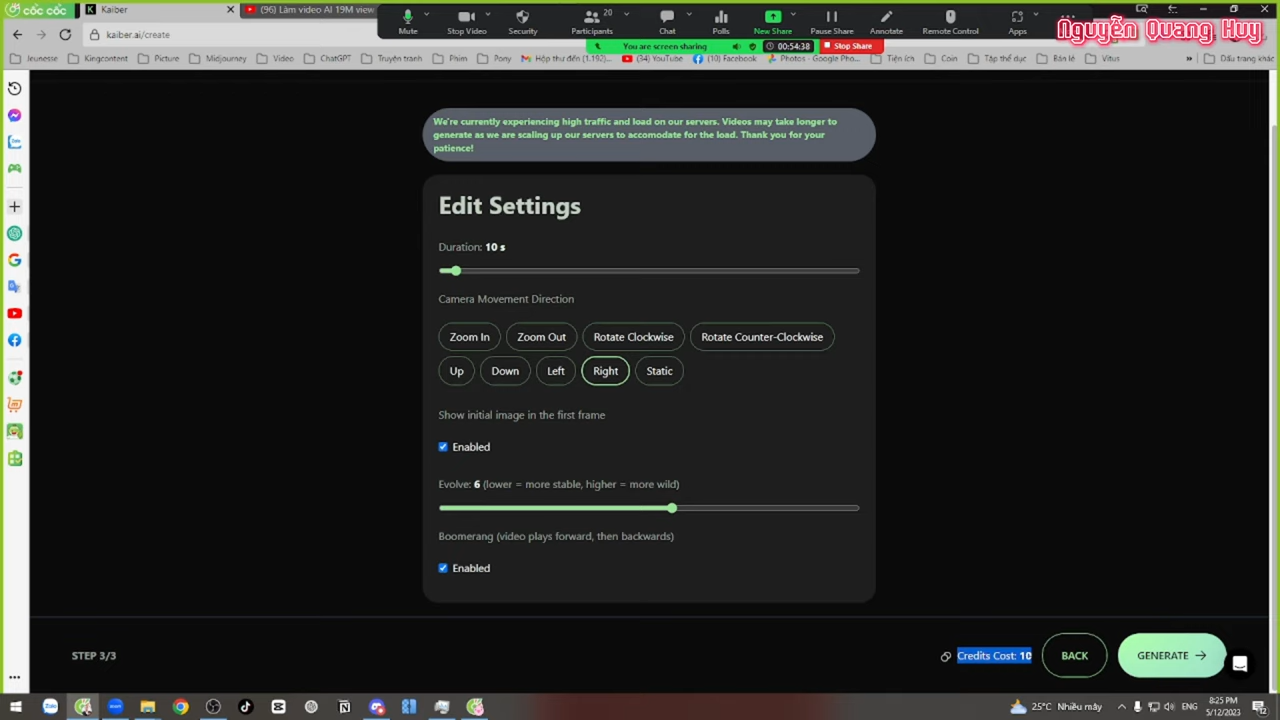 cốc cốc
Kaiber
(96) Làm video AI 19M view
Mute
Stop Video
Security
20
Participants
Chat
Polls
New Share
Pause Share
Annotate
Remote Control
Apps
Nguyễn Quang Huy
kaiber.ai/create
You are screen sharing
00:54:38
Stop Share
Jeunesse
Kingcontent
Picture
Midjourney
Video
ChatGPT
Truyện tranh
Phim
Pony
Hộp thư đến (1.192)...
(34) YouTube
(10) Facebook
Photos - Google Pho...
Tiện ích
Coin
Tập thể dục
Bán lẻ
Vitus
»
Dấu trang khác
We're currently experiencing high traffic and load on our servers. Videos may take longer to
generate as we are scaling up our servers to accomodate for the load. Thank you for your
patience!
Edit Settings
Duration: 10 s
Camera Movement Direction
Zoom In
Zoom Out
Rotate Clockwise
Rotate Counter-Clockwise
Up
Down
Left
Right
Static
Show initial image in the first frame
Enabled
Evolve: 6 (lower = more stable, higher = more wild)
Boomerang (video plays forward, then backwards)
Enabled
STEP 3/3
Credits Cost: 10
BACK
GENERATE
25°C Nhiều mây
ENG
8:25 PM
5/12/2023